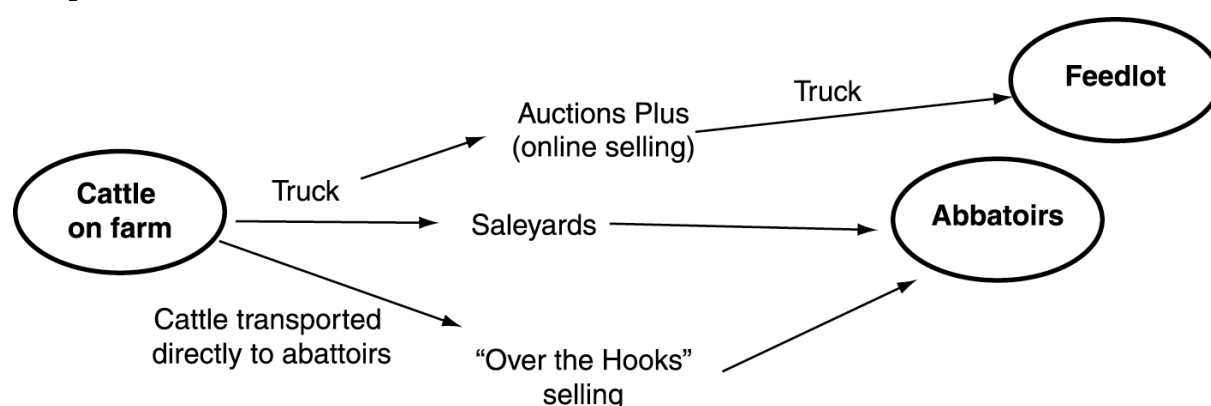 Feedlot
Truck
Auctions Plus
(online selling)
Cattle
on farm
Truck
Saleyards
Abbatoirs
Cattle transported
directly to abattoirs
“Over the Hooks”
selling